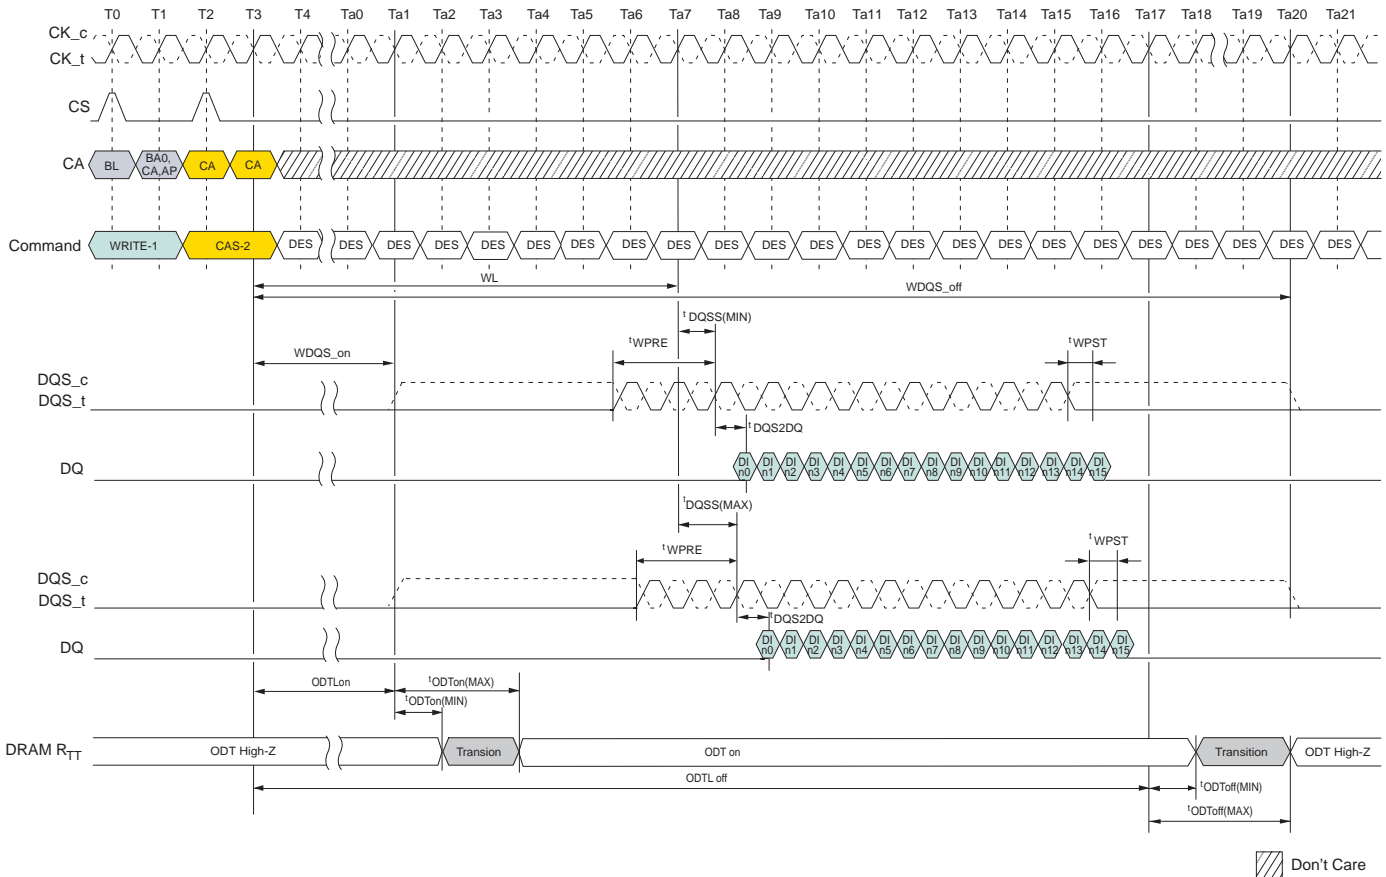 T0 T1 T2 T3 T4 Ta0 Ta1 Ta2 Ta3 Ta4 Ta5 Ta6 Ta7 Ta8 Ta9 Ta10 Ta11 Ta12 Ta13 Ta14 Ta15 Ta16 Ta17 Ta18 Ta19 Ta20 Ta21
CK_c
CK_t
CS
CA BL BA0, CA,AP CA CA
Command WRITE-1 CAS-2 DES DES DES DES DES DES DES DES DES DES DES DES DES DES DES DES DES DES DES DES DES DES DES
WL
WDQS_off
tDQSS(MIN)
WDQS_on tWPRE tWPST
DQS_c
DQS_t
tDQS2DQ
DQ DI n0 DI n1 DI n2 DI n3 DI n4 DI n5 DI n6 DI n7 DI n8 DI n9 DI n10 DI n11 DI n12 DI n13 DI n14 DI n15
tDQSS(MAX)
tWPRE tWPST
DQS_c
DQS_t
tDQS2DQ
DQ DI n0 DI n1 DI n2 DI n3 DI n4 DI n5 DI n6 DI n7 DI n8 DI n9 DI n10 DI n11 DI n12 DI n13 DI n14 DI n15
ODTLon tODTon(MAX)
tODTon(MIN)
DRAM RTT ODT High-Z Transion ODT on Transition ODT High-Z
ODTL off tODToff(MIN)
tODToff(MAX)
Don't Care